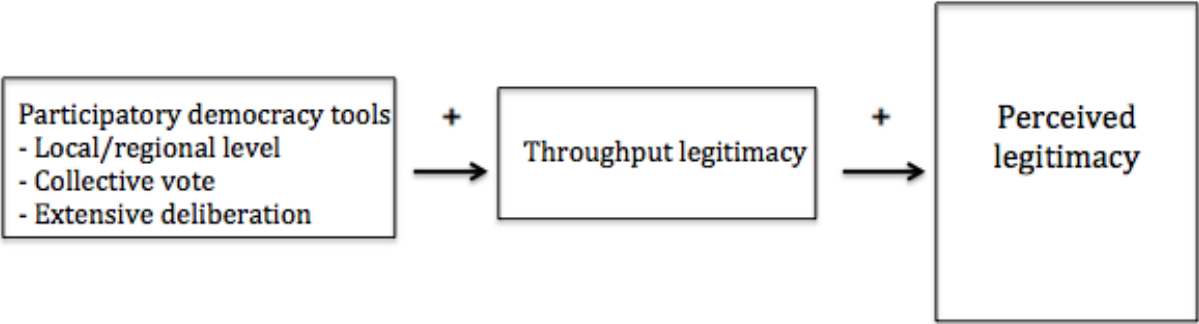 Participatory democracy tools
- Local/regional level
- Collective vote
- Extensive deliberation
+
Throughput legitimacy
+
Perceived
legitimacy